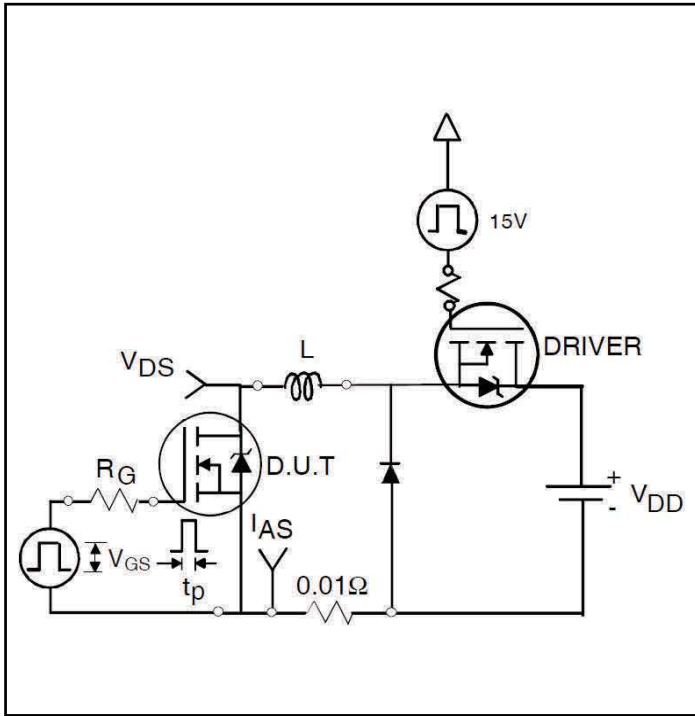 15V
DRIVER
L
VDS
RG
D.U.T
VGS
tp
IAS
0.01Ω
+
-
VDD